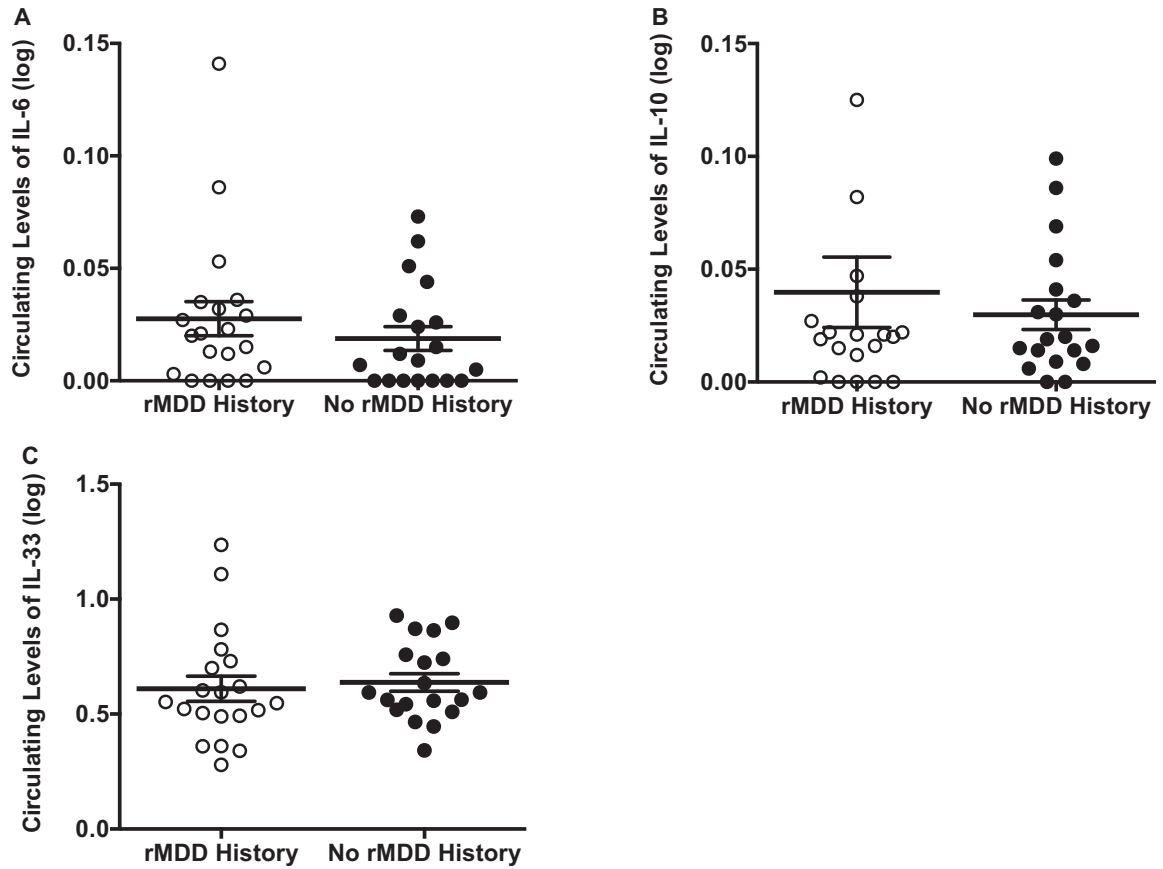 A
Circulating Levels of IL-6 (log)
0.15
0.10
0.05
0.00
rMDD History
No rMDD History
B
Circulating Levels of IL-10 (log)
0.15
0.10
0.05
0.00
rMDD History
No rMDD History
C
Circulating Levels of IL-33 (log)
1.5
1.0
0.5
0.0
rMDD History
No rMDD History